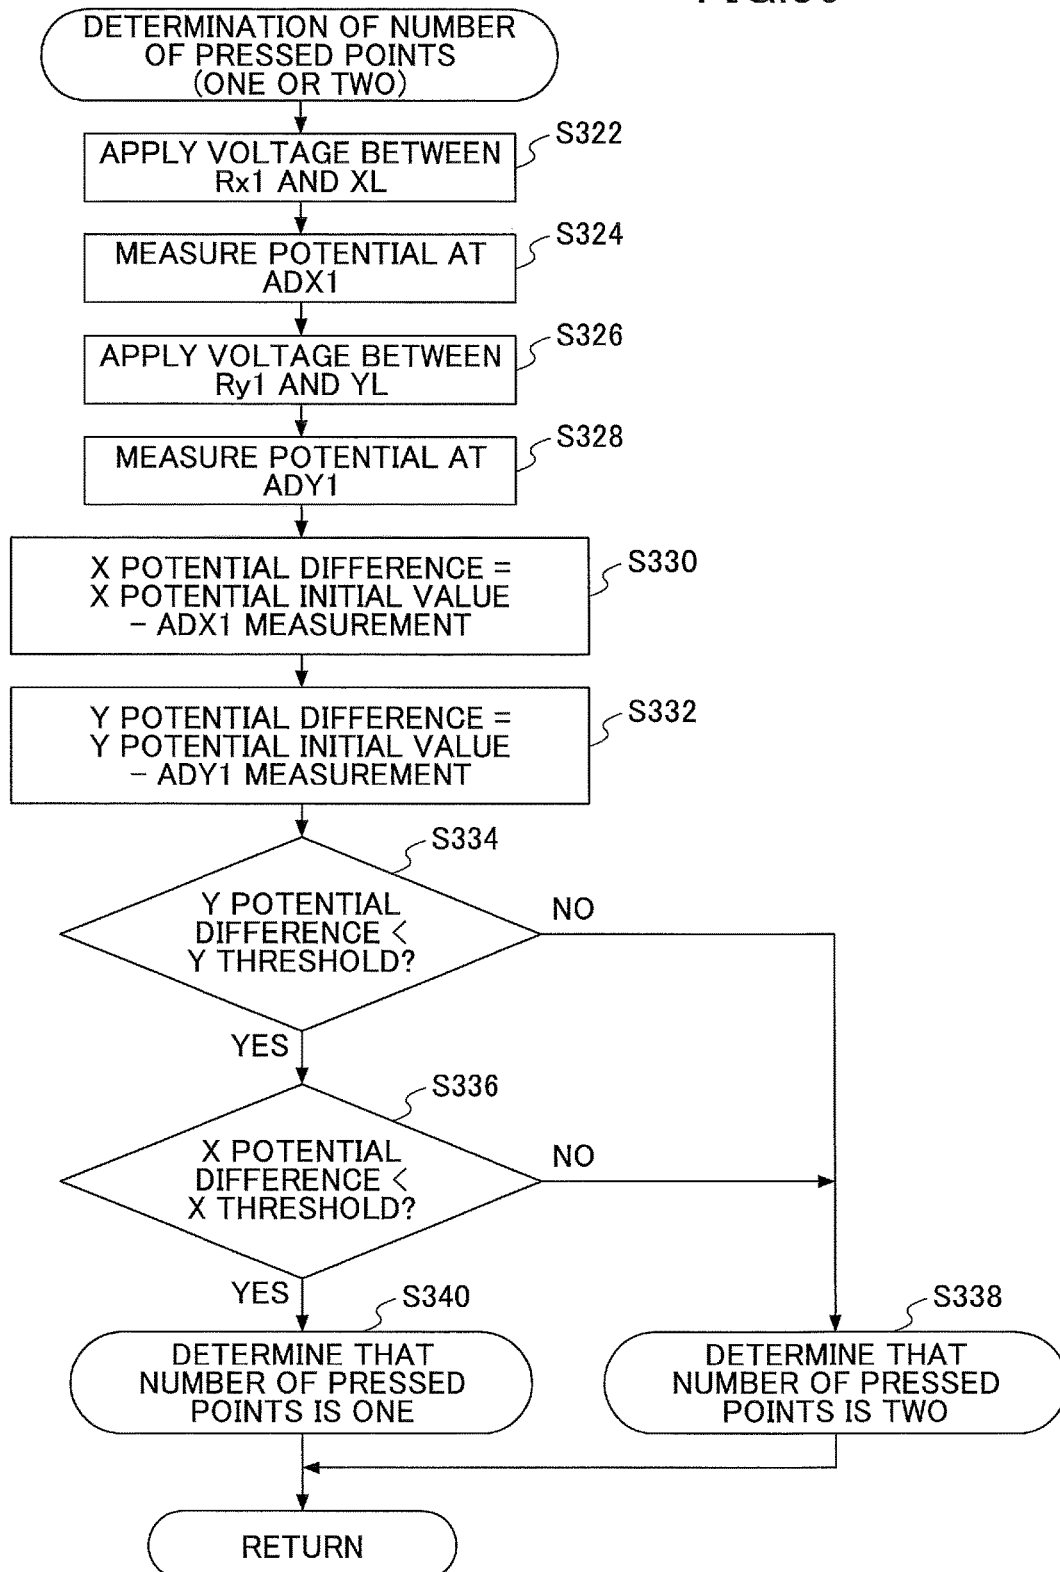 DETERMINATION OF NUMBER
OF PRESSED POINTS
(ONE OR TWO)
S322
APPLY VOLTAGE BETWEEN
Rx1 AND XL
S324
MEASURE POTENTIAL AT
ADX1
S326
APPLY VOLTAGE BETWEEN
Ry1 AND YL
S328
MEASURE POTENTIAL AT
ADY1
S330
X POTENTIAL DIFFERENCE =
X POTENTIAL INITIAL VALUE
− ADX1 MEASUREMENT
S332
Y POTENTIAL DIFFERENCE =
Y POTENTIAL INITIAL VALUE
− ADY1 MEASUREMENT
S334
Y POTENTIAL
DIFFERENCE <
Y THRESHOLD?
NO
YES
S336
X POTENTIAL
DIFFERENCE <
X THRESHOLD?
NO
YES
S340
DETERMINE THAT
NUMBER OF PRESSED
POINTS IS ONE
S338
DETERMINE THAT
NUMBER OF PRESSED
POINTS IS TWO
RETURN